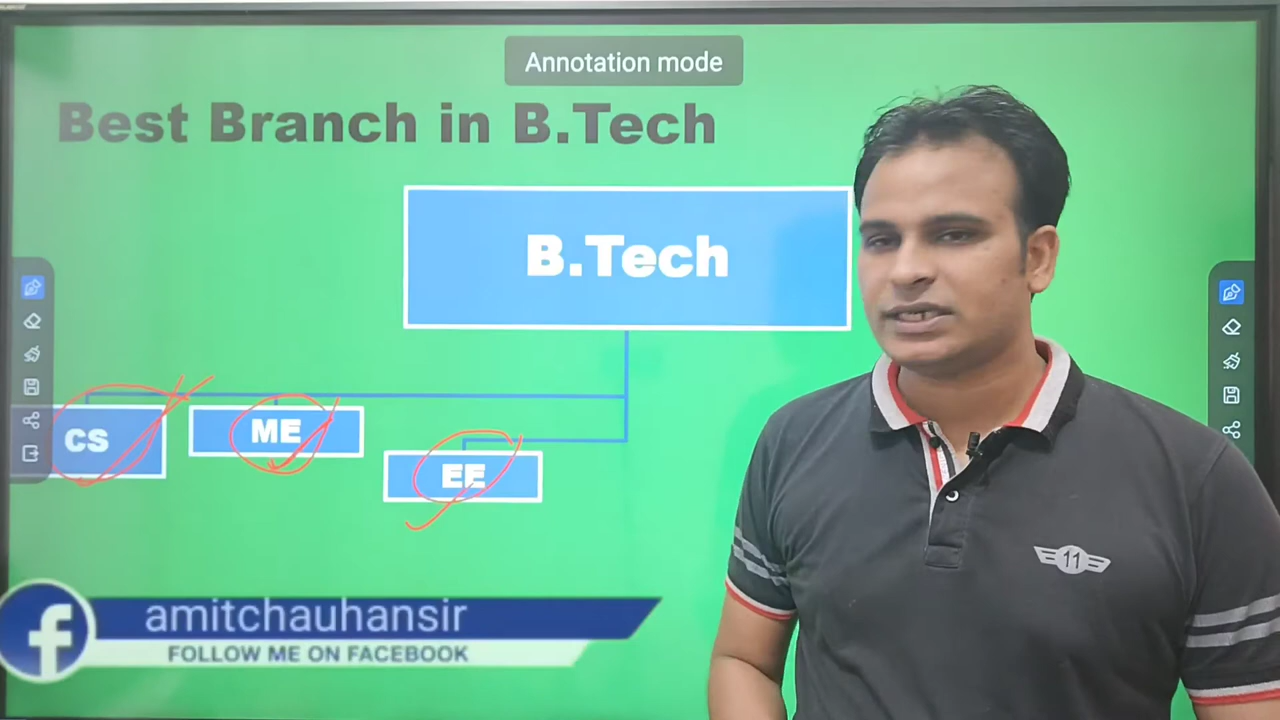 Annotation mode
Best Branch in B.Tech
B.Tech
CS
ME
EE
11
amitchauhansir
FOLLOW ME ON FACEBOOK